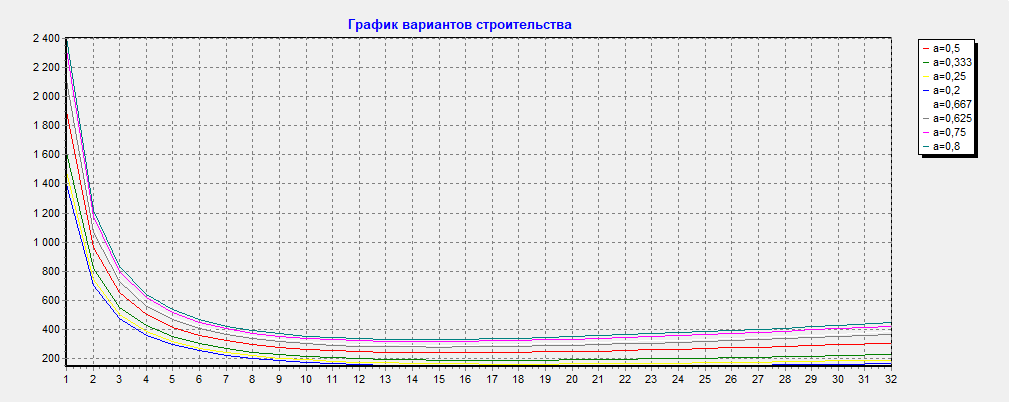 График вариантов строительства
2 400
2 200
2 000
1 800
1 600
1 400
1 200
1 000
800
600
400
200
1 2 3 4 5 6 7 8 9 10 11 12 13 14 15 16 17 18 19 20 21 22 23 24 25 26 27 28 29 30 31 32
a=0,5
a=0,333
a=0,25
a=0,2
a=0,667
a=0,625
a=0,75
a=0,8